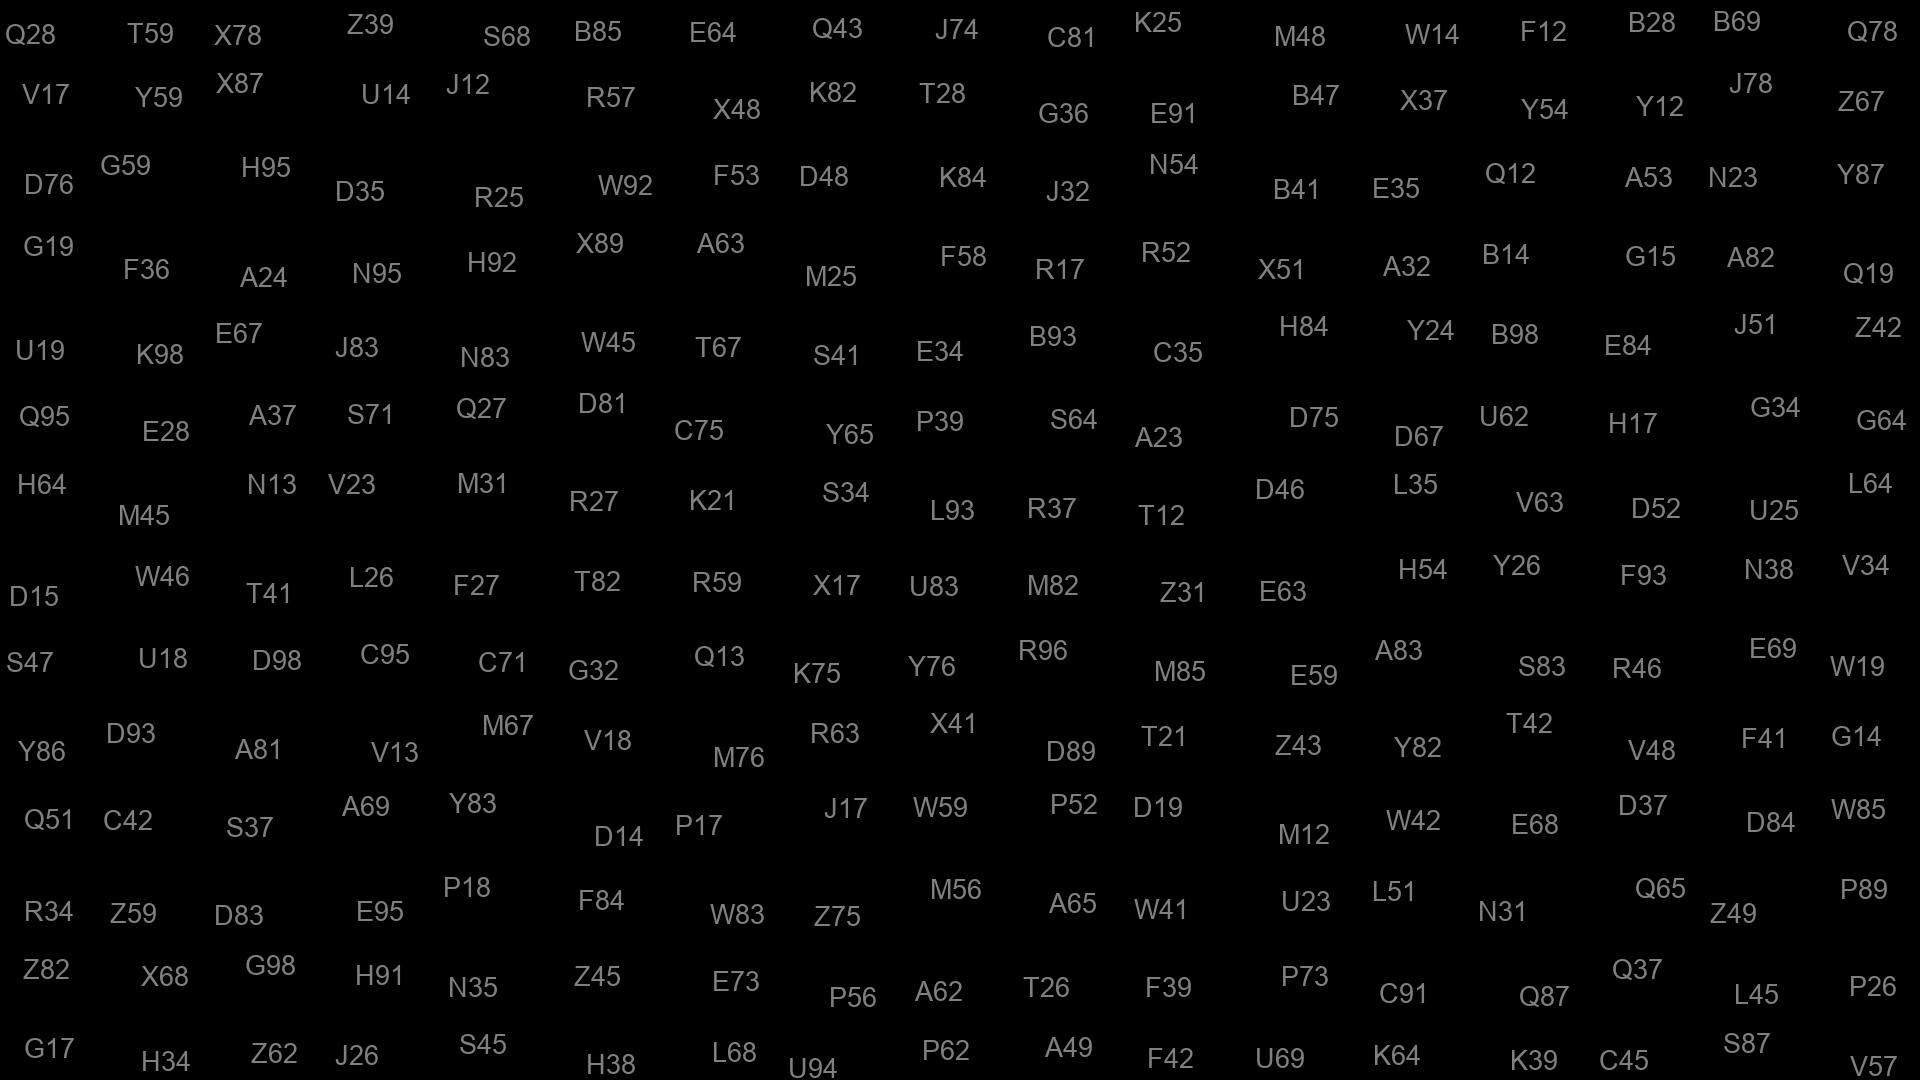 Q28 T59 X78 Z39 S68 B85 E64 Q43 J74 C81 K25 M48 W14 F12 B28 B69 Q78
V17 Y59 X87 U14 J12 R57 X48 K82 T28 G36 E91 B47 X37 Y54 Y12 J78 Z67
D76 G59 H95 D35 R25 W92 F53 D48 K84 J32 N54 B41 E35 Q12 A53 N23 Y87
G19 F36 A24 N95 H92 X89 A63 M25 F58 R17 R52 X51 A32 B14 G15 A82 Q19
U19 K98 E67 J83 N83 W45 T67 S41 E34 B93 C35 H84 Y24 B98 E84 J51 Z42
Q95 E28 A37 S71 Q27 D81 C75 Y65 P39 S64 A23 D75 D67 U62 H17 G34 G64
H64 M45 N13 V23 M31 R27 K21 S34 L93 R37 T12 D46 L35 V63 D52 U25 L64
D15 W46 T41 L26 F27 T82 R59 X17 U83 M82 Z31 E63 H54 Y26 F93 N38 V34
S47 U18 D98 C95 C71 G32 Q13 K75 Y76 R96 M85 E59 A83 S83 R46 E69 W19
Y86 D93 A81 V13 M67 V18 M76 R63 X41 D89 T21 Z43 Y82 T42 V48 F41 G14
Q51 C42 S37 A69 Y83 D14 P17 J17 W59 P52 D19 M12 W42 E68 D37 D84 W85
R34 Z59 D83 E95 P18 F84 W83 Z75 M56 A65 W41 U23 L51 N31 Q65 Z49 P89
Z82 X68 G98 H91 N35 Z45 E73 P56 A62 T26 F39 P73 C91 Q87 Q37 L45 P26
G17 H34 Z62 J26 S45 H38 L68 U94 P62 A49 F42 U69 K64 K39 C45 S87 V57